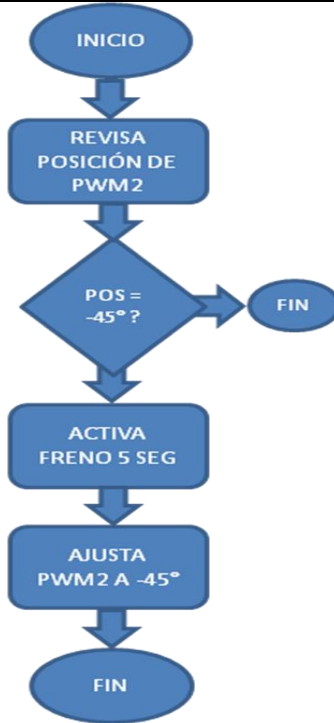 INICIO
REVISA
POSICIÓN DE
PWM2
POS =
-45° ?
FIN
ACTIVA
FRENO 5 SEG
AJUSTA
PWM2 A -45°
FIN